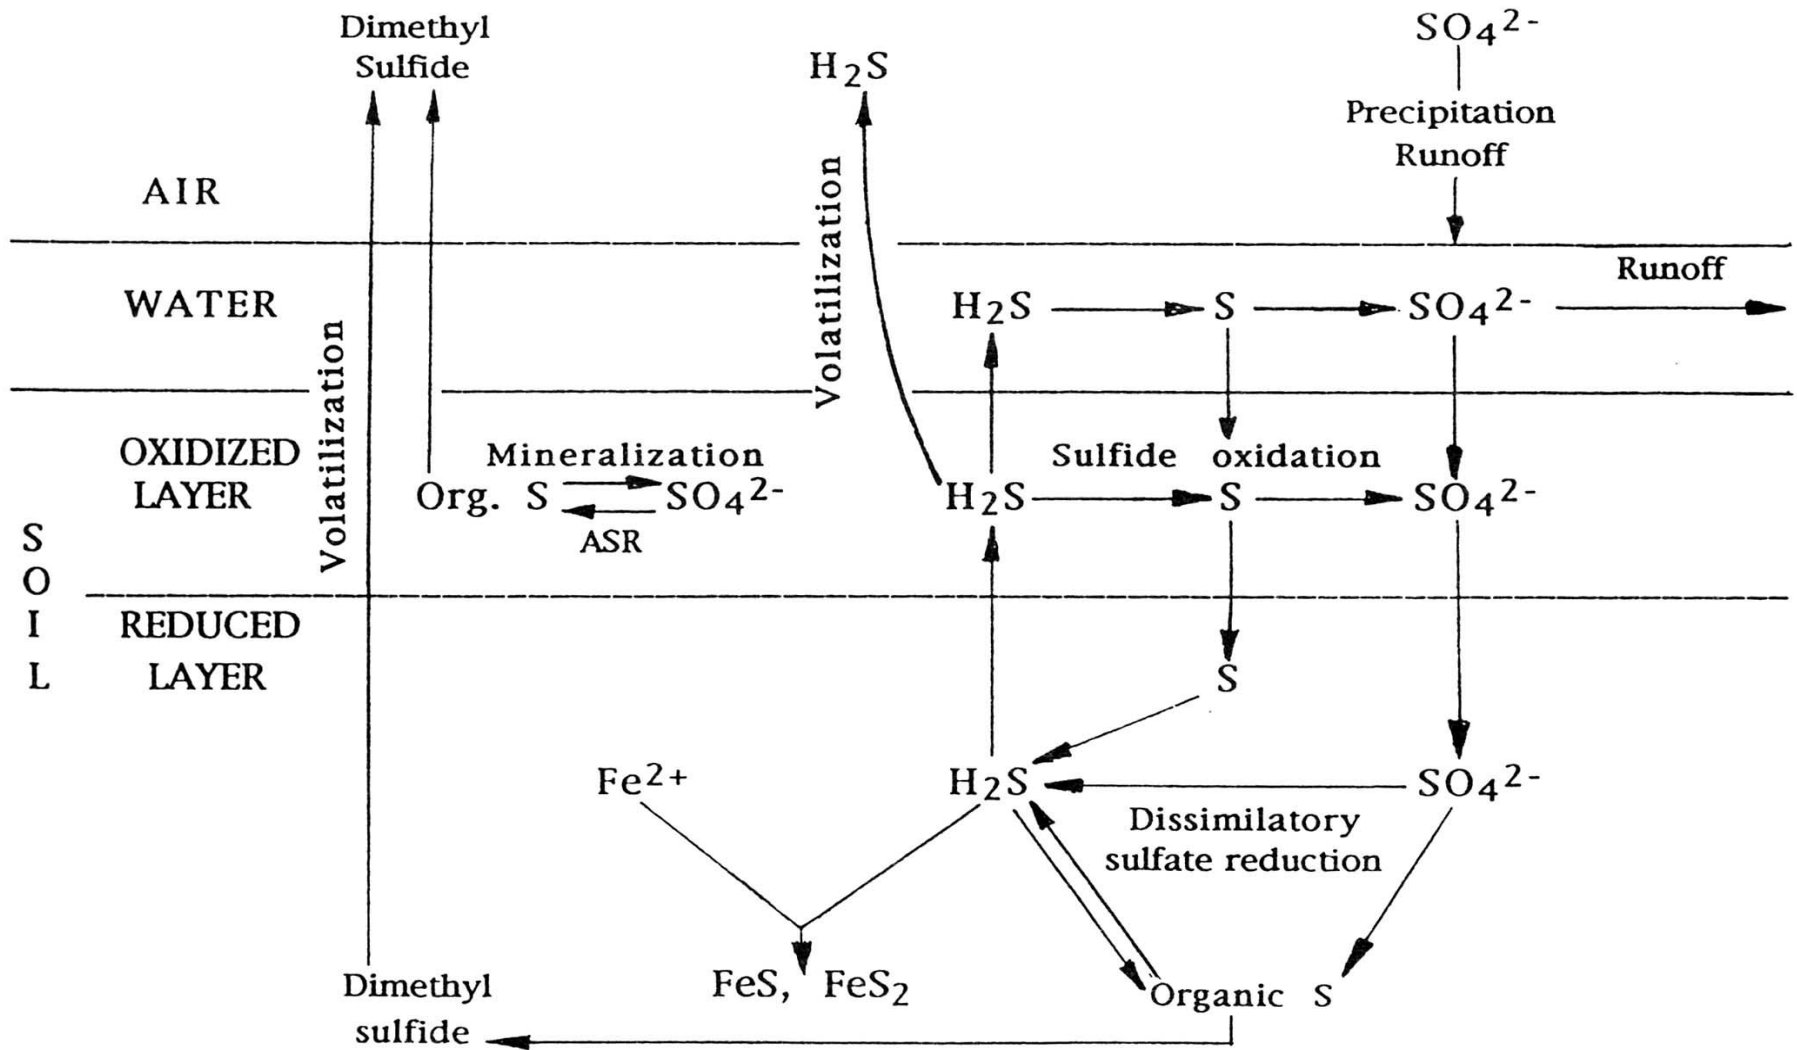 Dimethyl
Sulfide
H2S
SO4 2-
Precipitation
Runoff
AIR
Volatilization
Runoff
WATER
H2S
S
SO4 2-
Volatilization
OXIDIZED
LAYER
Mineralization
Org. S
SO4 2-
ASR
Sulfide oxidation
H2S
S
SO4 2-
SOIL
REDUCED
LAYER
S
Fe2+
H2S
SO4 2-
Dissimilatory
sulfate reduction
Dimethyl
sulfide
FeS, FeS2
Organic S